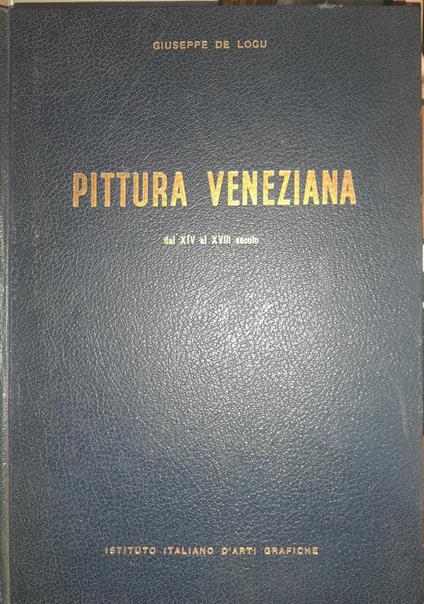 GIUSEPPE DE LOGU
PITTURA VENEZIANA
dal XIV al XVIII secolo
ISTITUTO ITALIANO D'ARTI GRAFICHE